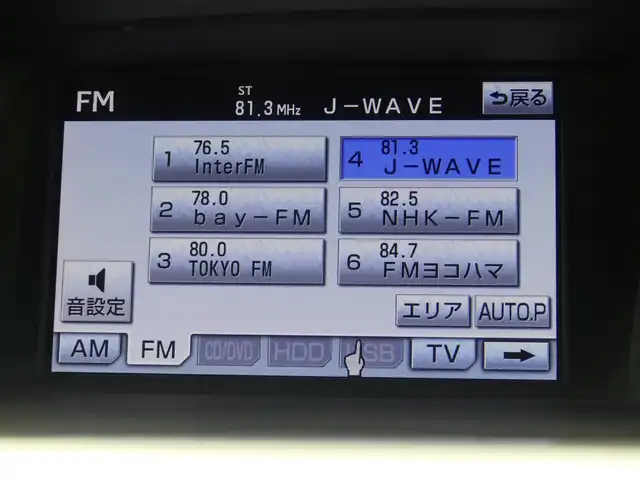 FM
ST
81.3 MHz
J-WAVE
戻る
1 76.5
InterFM
4 81.3
J-WAVE
2 78.0
bay-FM
5 82.5
NHK-FM
3 80.0
TOKYO FM
6 84.7
FMヨコハマ
音設定
エリア
AUTO.P
AM
FM
CD/DVD
HDD
USB
TV